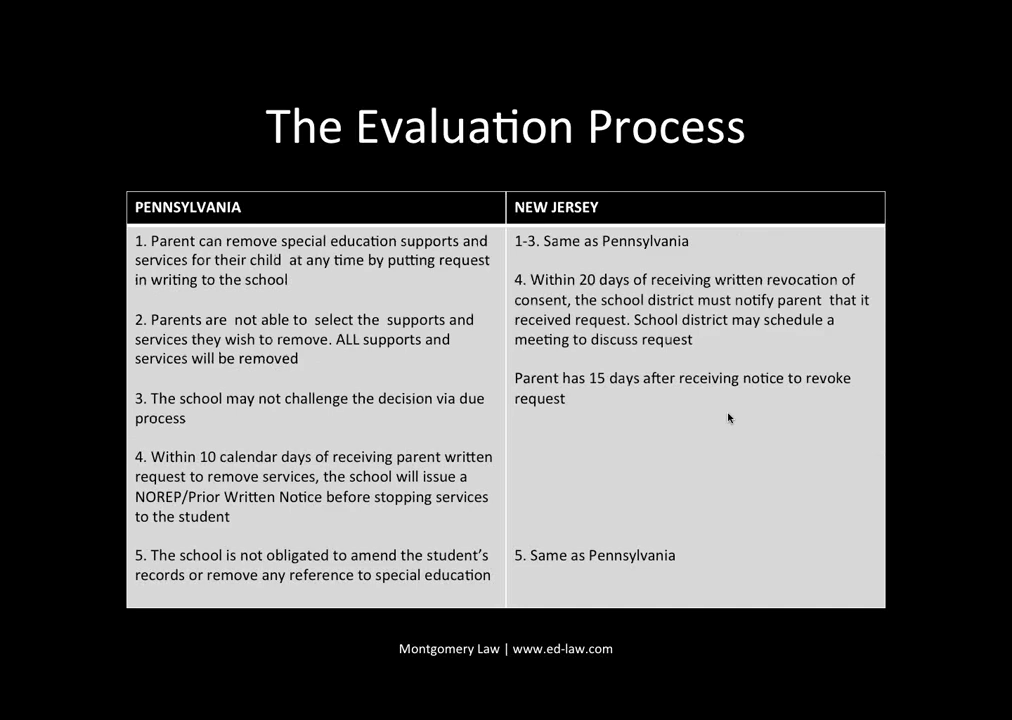 The Evaluation Process
PENNSYLVANIA
1. Parent can remove special education supports and
services for their child  at any time by putting request
in writing to the school
2. Parents are  not able to  select the  supports and
services they wish to remove. ALL supports and
services will be removed
3. The school may not challenge the decision via due
process
4. Within 10 calendar days of receiving parent written
request to remove services, the school will issue a
NOREP/Prior Written Notice before stopping services
to the student
5. The school is not obligated to amend the student’s
records or remove any reference to special education
NEW JERSEY
1-3. Same as Pennsylvania
4. Within 20 days of receiving written revocation of
consent, the school district must notify parent  that it
received request. School district may schedule a
meeting to discuss request
Parent has 15 days after receiving notice to revoke
request
5. Same as Pennsylvania
Montgomery Law | www.ed-law.com